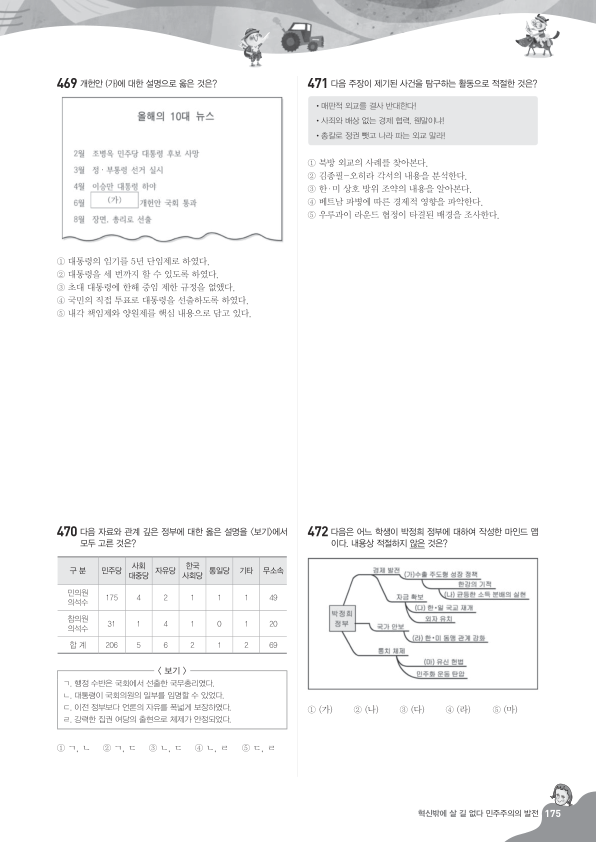 469 개헌안 (가)에 대한 설명으로 옳은 것은?
올해의 10대 뉴스
2월 조병옥 민주당 대통령 후보 사망
3월 정·부통령 선거 실시
4월 이승만 대통령 하야
6월 (가) 개헌안 국회 통과
8월 장면, 총리로 선출
① 대통령의 임기를 5년 단임제로 하였다.
② 대통령을 세 번까지 할 수 있도록 하였다.
③ 초대 대통령에 한해 중임 제한 규정을 없앴다.
④ 국민의 직접 투표로 대통령을 선출하도록 하였다.
⑤ 내각 책임제와 양원제를 핵심 내용으로 담고 있다.
470 다음 자료와 관계 깊은 정부에 대한 옳은 설명을 <보기>에서
모두 고른 것은?
구 분 민주당 사회대중당 자유당 한국사회당 통일당 기타 무소속
민의원 의석수 175 4 2 1 1 1 49
참의원 의석수 31 1 4 1 0 1 20
합 계 206 5 6 2 1 2 69
< 보기 >
ㄱ. 행정 수반은 국회에서 선출한 국무총리였다.
ㄴ. 대통령이 국회의원의 일부를 임명할 수 있었다.
ㄷ. 이전 정부보다 언론의 자유를 폭넓게 보장하였다.
ㄹ. 강력한 집권 여당의 출현으로 체제가 안정되었다.
① ㄱ, ㄴ ② ㄱ, ㄷ ③ ㄴ, ㄷ ④ ㄴ, ㄹ ⑤ ㄷ, ㄹ
471 다음 주장이 제기된 사건을 탐구하는 활동으로 적절한 것은?
• 매판적 외교를 결사 반대한다!
• 사죄와 배상 없는 경제 협력, 웬말이냐!
• 총칼로 정권 뺏고 나라 파는 외교 말라!
① 북방 외교의 사례를 찾아본다.
② 김종필-오히라 각서의 내용을 분석한다.
③ 한·미 상호 방위 조약의 내용을 알아본다.
④ 베트남 파병에 따른 경제적 영향을 파악한다.
⑤ 우루과이 라운드 협정이 타결된 배경을 조사한다.
472 다음은 어느 학생이 박정희 정부에 대하여 작성한 마인드 맵
이다. 내용상 적절하지 않은 것은?
박정희
정부
경제 발전
(가)수출 주도형 성장 정책
한강의 기적
(나) 균등한 소득 분배의 실현
자금 확보
(다) 한·일 국교 재개
외자 유치
국가 안보
(라) 한·미 동맹 관계 강화
통치 체제
(마) 유신 헌법
민주화 운동 탄압
① (가) ② (나) ③ (다) ④ (라) ⑤ (마)
혁신밖에 살 길 없다 민주주의의 발전 175